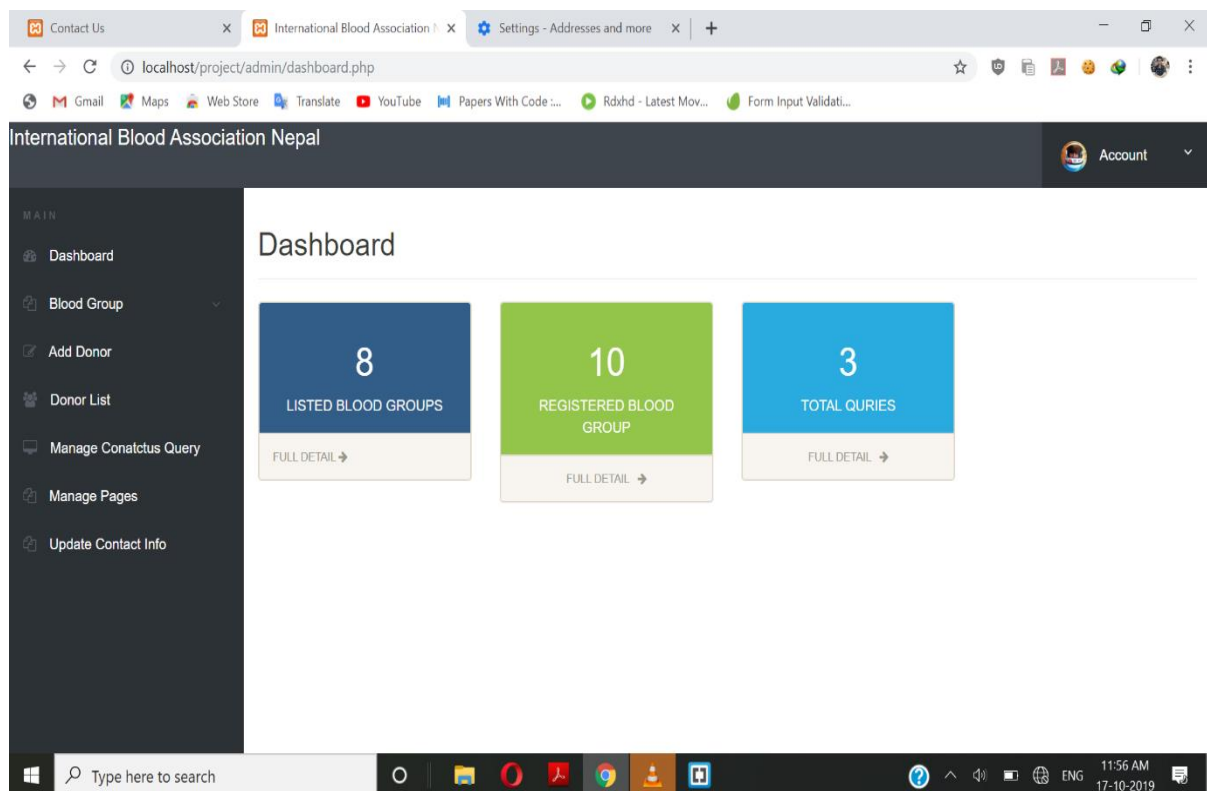 Contact Us
International Blood Association N
Settings - Addresses and more
localhost/project/admin/dashboard.php
Gmail Maps Web Store Translate YouTube Papers With Code :... Rdxhd - Latest Mov... Form Input Validati...
International Blood Association Nepal
Account
MAIN
Dashboard
Blood Group
Add Donor
Donor List
Manage Conatctus Query
Manage Pages
Update Contact Info
Dashboard
8
LISTED BLOOD GROUPS
FULL DETAIL
10
REGISTERED BLOOD
GROUP
FULL DETAIL
3
TOTAL QURIES
FULL DETAIL
Type here to search
ENG
11:56 AM
17-10-2019